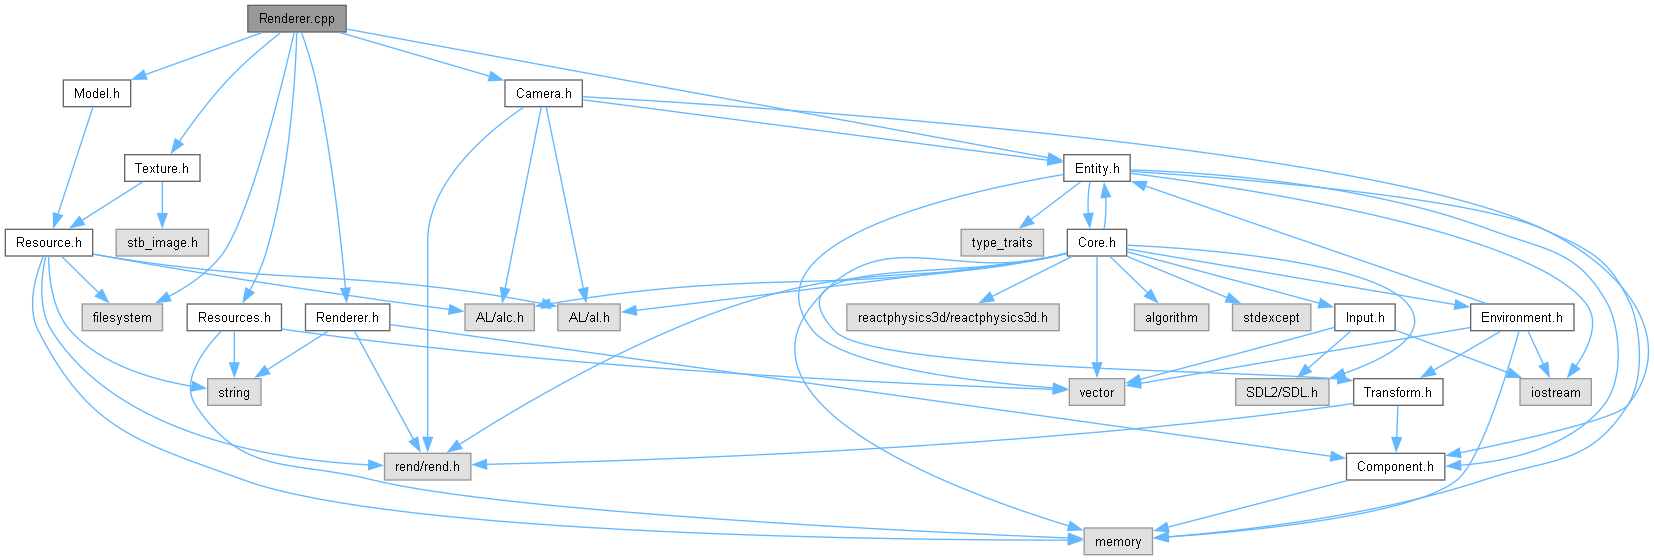 Renderer.cpp
Model.h
Camera.h
Texture.h
Entity.h
Resource.h
stb_image.h
type_traits
Core.h
filesystem
Resources.h
Renderer.h
AL/alc.h
AL/al.h
reactphysics3d/reactphysics3d.h
algorithm
stdexcept
Input.h
Environment.h
string
vector
SDL2/SDL.h
Transform.h
iostream
rend/rend.h
Component.h
memory